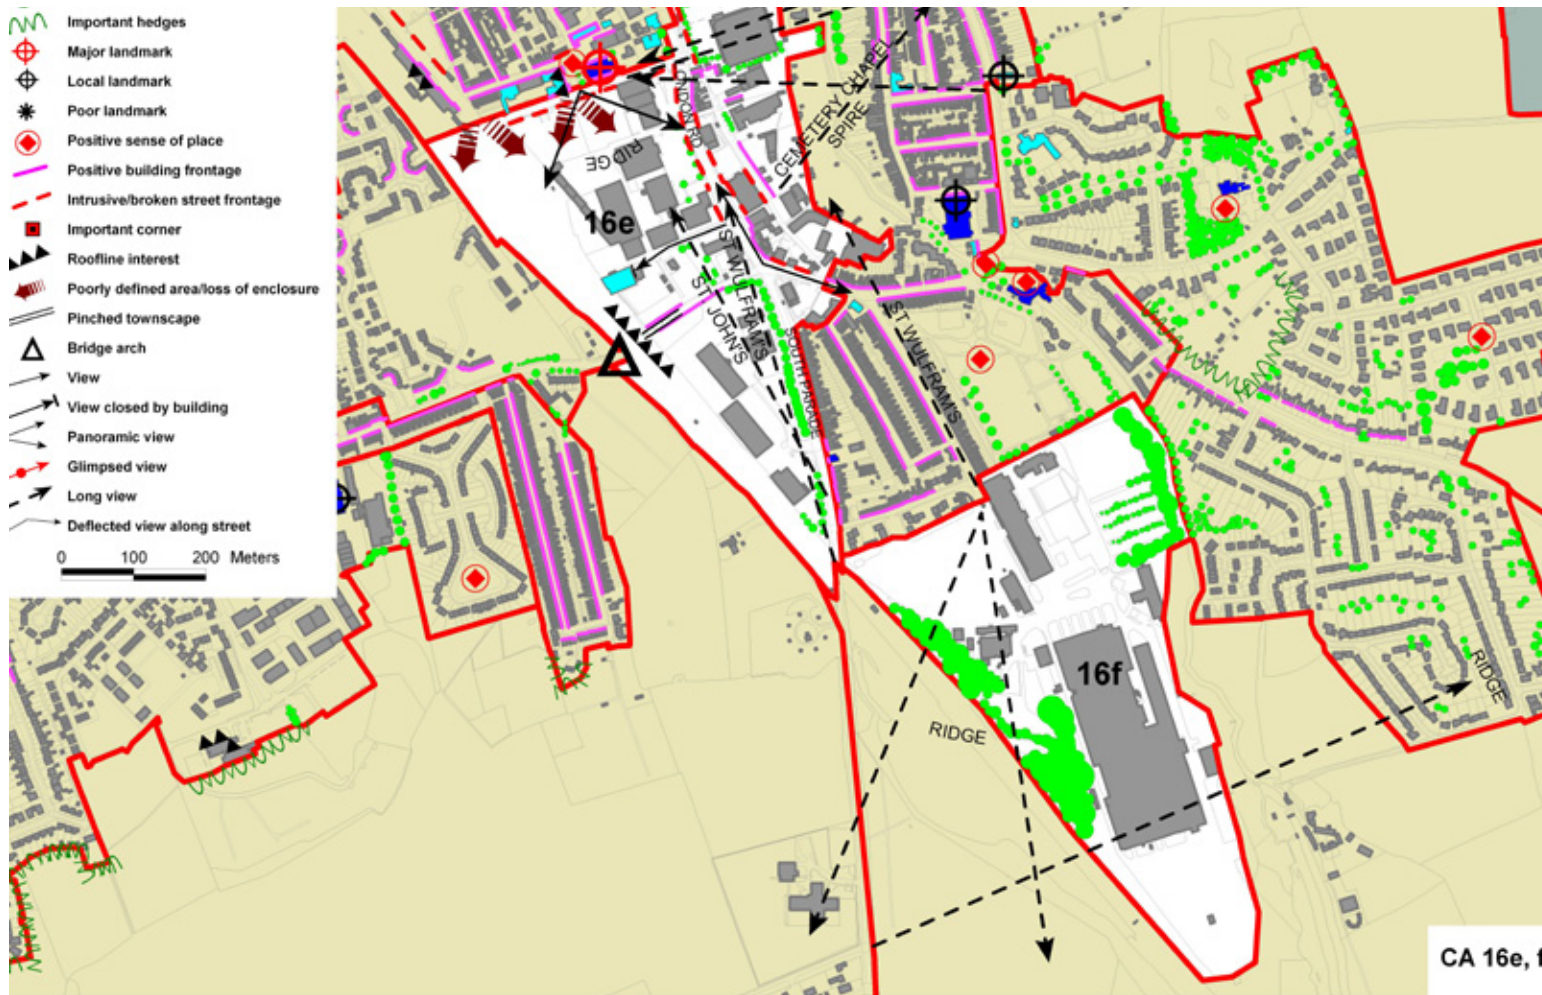 Important hedges
Major landmark
Local landmark
Poor landmark
Positive sense of place
Positive building frontage
Intrusive/broken street frontage
Important corner
Roofline interest
Poorly defined area/loss of enclosure
Pinched townscape
Bridge arch
View
View closed by building
Panoramic view
Glimpsed view
Long view
Deflected view along street
0 100 200 Meters
ONDON RD
CEMETERY CHAPEL
SPIRE
RIDGE
16e
ST WULFRAM'S
ST JOHN'S
SOUTH PARADE
ST WULFRAM'S
16f
RIDGE
RIDGE
CA 16e, f